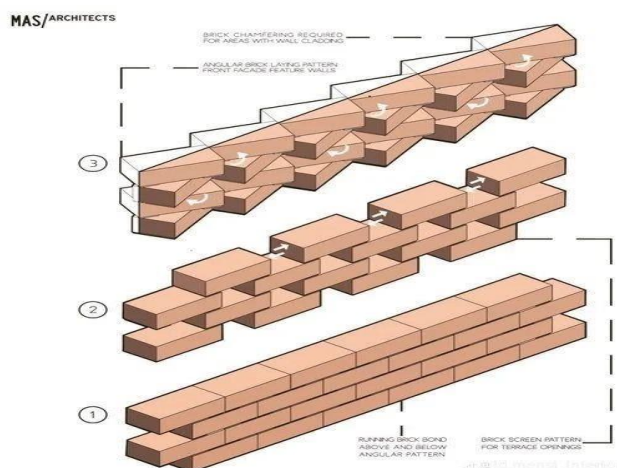 MAS/ARCHITECTS
BRICK CHAMFERING REQUIRED
FOR AREAS WITH WALL CLADDING
ANGULAR BRICK LAYING PATTERN
FRONT FACADE FEATURE WALLS
3
2
1
RUNNING BRICK BOND
ABOVE AND BELOW
ANGULAR PATTERN
BRICK SCREEN PATTERN
FOR TERRACE OPENINGS